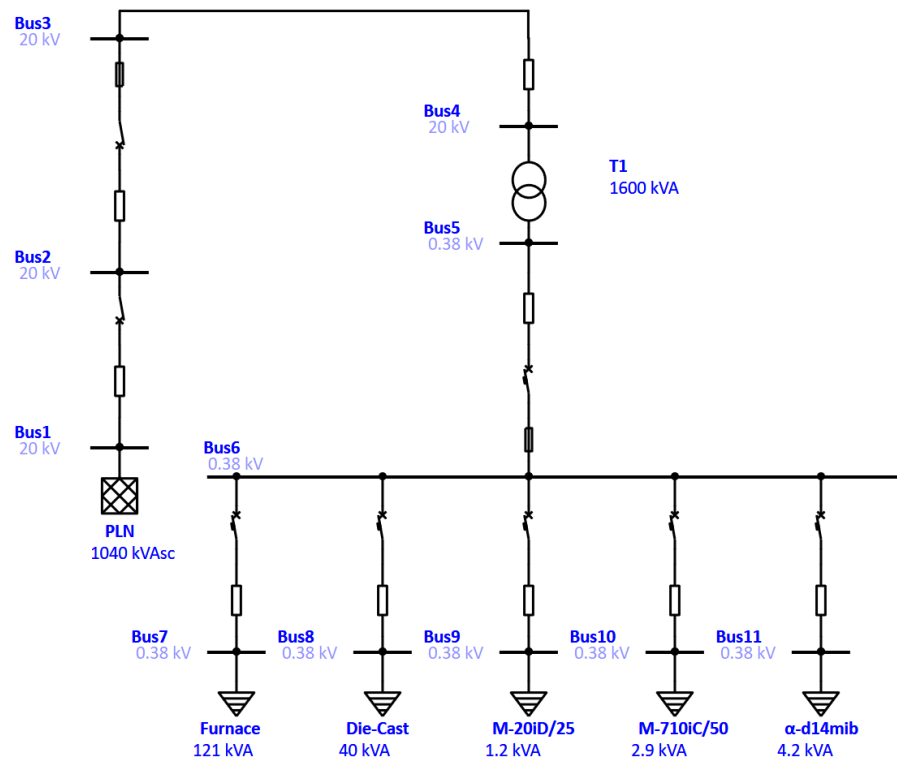 Bus3
20 kV
Bus4
20 kV
T1
1600 kVA
Bus5
0.38 kV
Bus2
20 kV
Bus1
20 kV
PLN
1040 kVAsc
Bus6
0.38 kV
Bus7
0.38 kV
Bus8
0.38 kV
Bus9
0.38 kV
Bus10
0.38 kV
Bus11
0.38 kV
Furnace
121 kVA
Die-Cast
40 kVA
M-20iD/25
1.2 kVA
M-710iC/50
2.9 kVA
α-d14mib
4.2 kVA